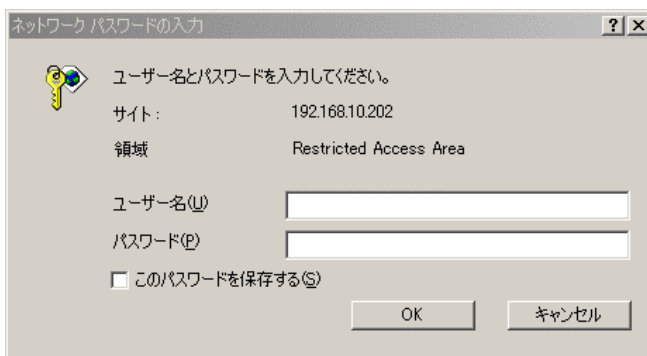 ネットワーク パスワードの入力
ユーザー名とパスワードを入力してください。
サイト: 192.168.10.202
領域 Restricted Access Area
ユーザー名(U)
パスワード(P)
このパスワードを保存する(S)
OK キャンセル